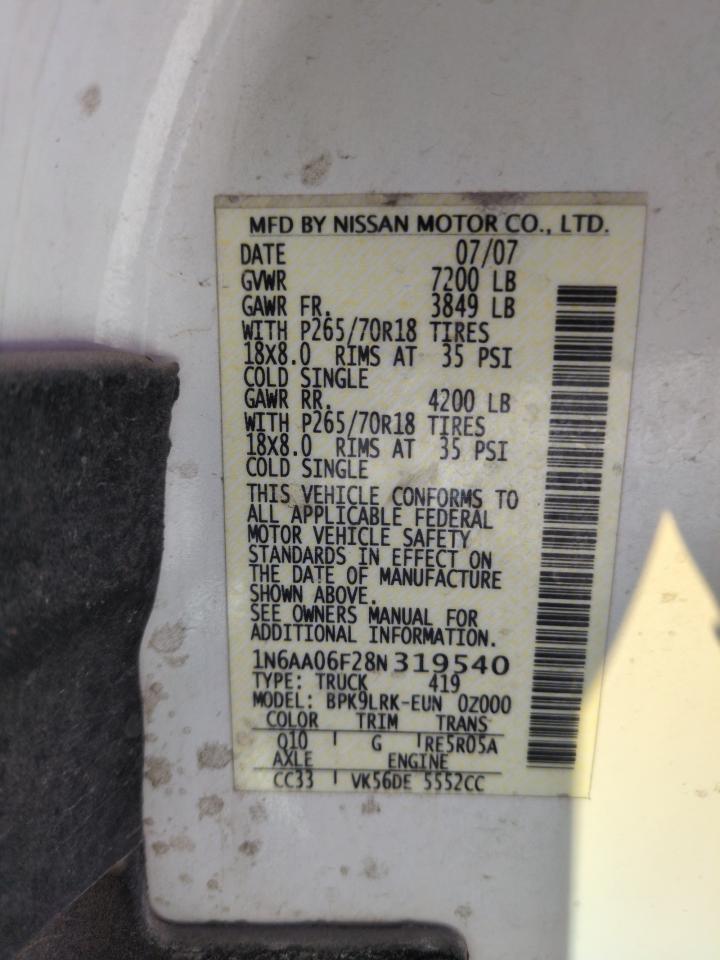 MFD BY NISSAN MOTOR CO., LTD.
DATE 07/07
GVWR 7200 LB
GAWR FR. 3849 LB
WITH P265/70R18 TIRES
18X8.0 RIMS AT 35 PSI
COLD SINGLE
GAWR RR. 4200 LB
WITH P265/70R18 TIRES
18X8.0 RIMS AT 35 PSI
COLD SINGLE
THIS VEHICLE CONFORMS TO
ALL APPLICABLE FEDERAL
MOTOR VEHICLE SAFETY
STANDARDS IN EFFECT ON
THE DATE OF MANUFACTURE
SHOWN ABOVE.
SEE OWNERS MANUAL FOR
ADDITIONAL INFORMATION.
1N6AA06F28N319540
TYPE: TRUCK 419
MODEL: BPK9LRK-EUN 0Z000
COLOR TRIM TRANS
Q10 G RE5R05A
AXLE ENGINE
CC33 VK56DE 5552CC